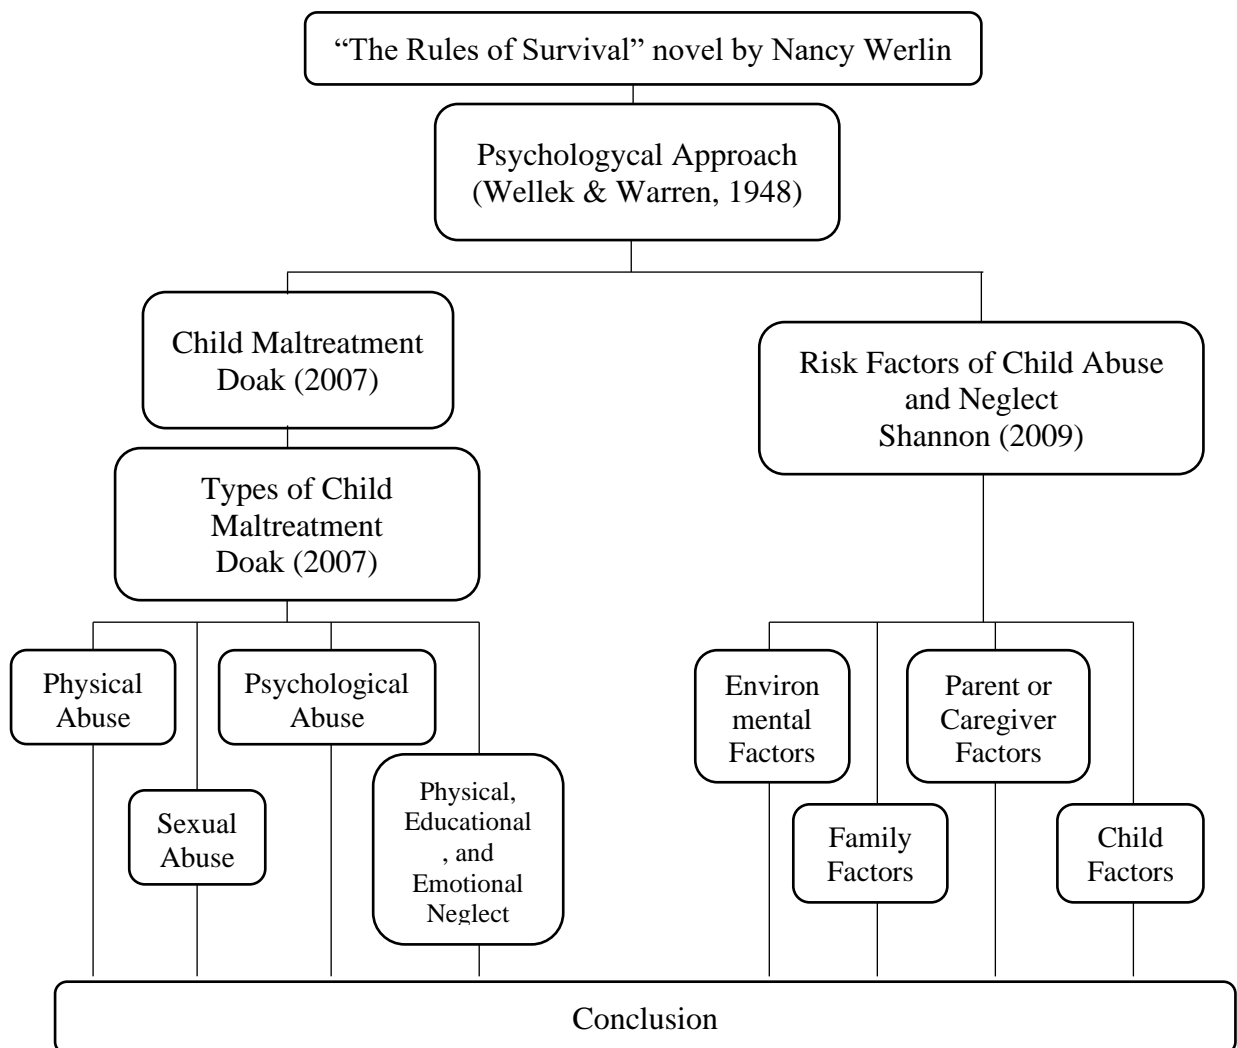 “The Rules of Survival” novel by Nancy Werlin
Psychologycal Approach
(Wellek & Warren, 1948)
Child Maltreatment
Doak (2007)
Risk Factors of Child Abuse
and Neglect
Shannon (2009)
Types of Child
Maltreatment
Doak (2007)
Physical
Abuse
Sexual
Abuse
Psychological
Abuse
Physical,
Educational
, and
Emotional
Neglect
Environ
mental
Factors
Family
Factors
Parent or
Caregiver
Factors
Child
Factors
Conclusion